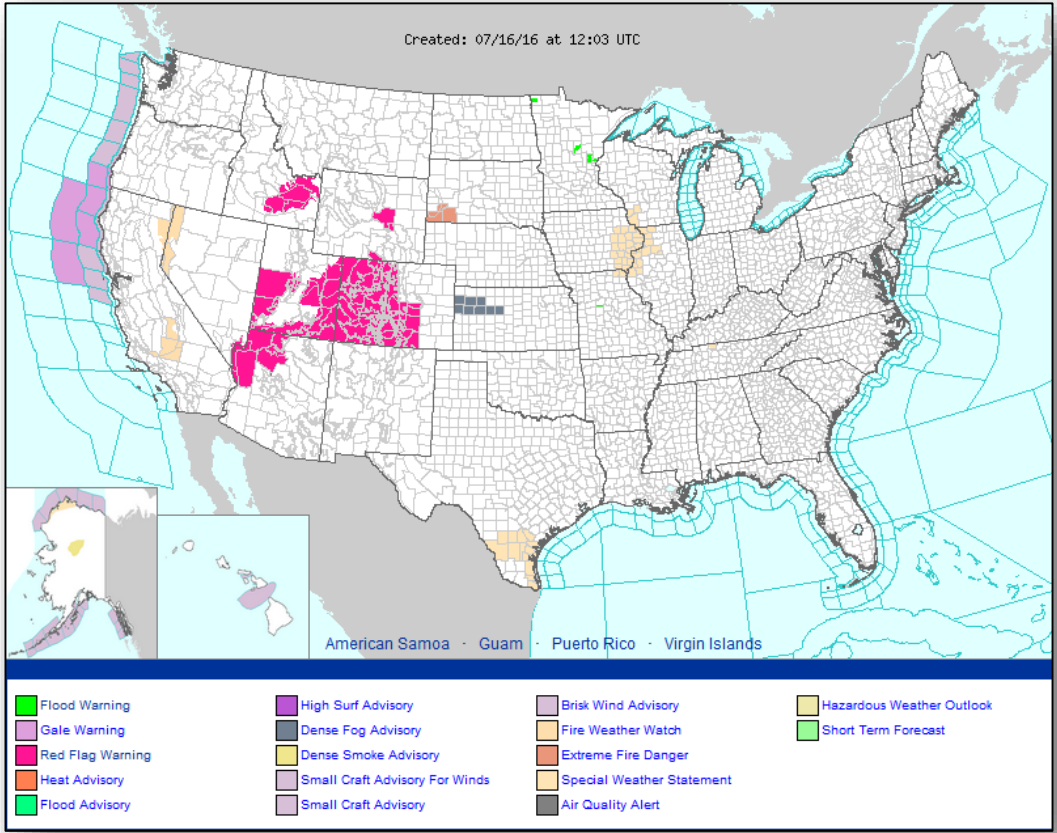 Created: 07/16/16 at 12:03 UTC
American Samoa · Guam · Puerto Rico · Virgin Islands
Flood Warning
Gale Warning
Red Flag Warning
Heat Advisory
Flood Advisory
High Surf Advisory
Dense Fog Advisory
Dense Smoke Advisory
Small Craft Advisory For Winds
Small Craft Advisory
Brisk Wind Advisory
Fire Weather Watch
Extreme Fire Danger
Special Weather Statement
Air Quality Alert
Hazardous Weather Outlook
Short Term Forecast